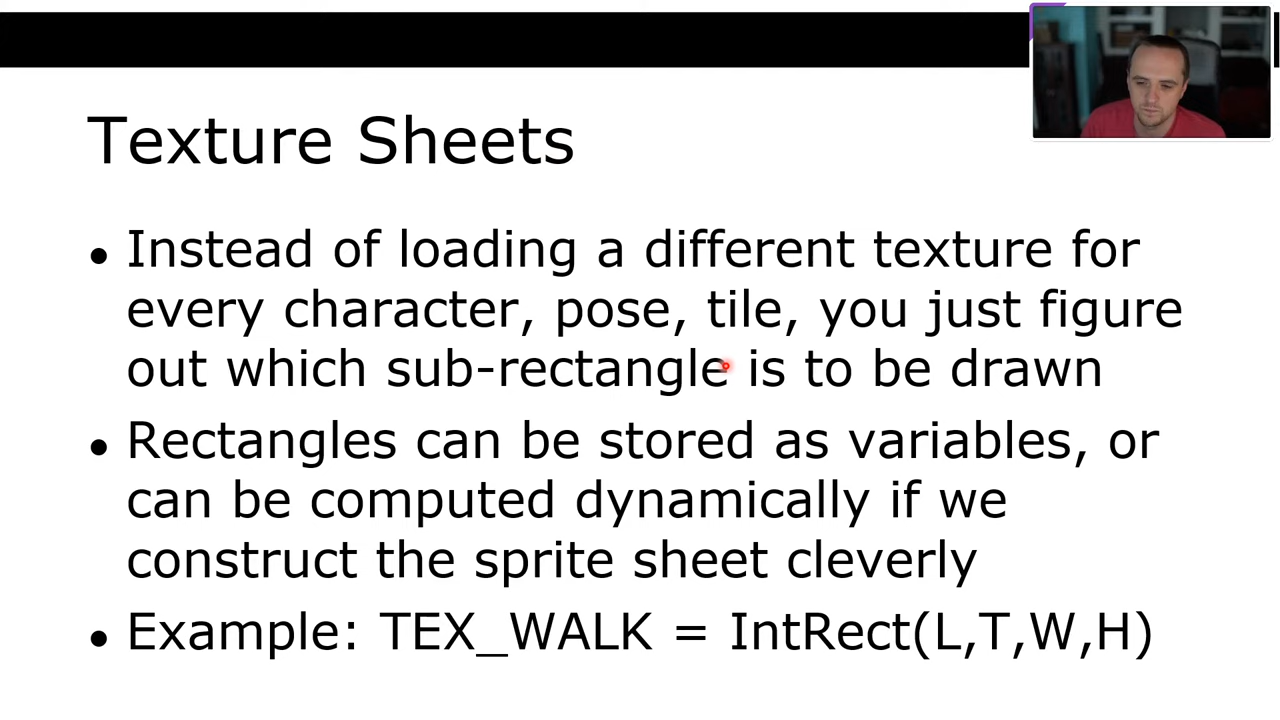 Texture Sheets
● Instead of loading a different texture for
every character, pose, tile, you just figure
out which sub-rectangle is to be drawn
● Rectangles can be stored as variables, or
can be computed dynamically if we
construct the sprite sheet cleverly
● Example: TEX_WALK = IntRect(L,T,W,H)